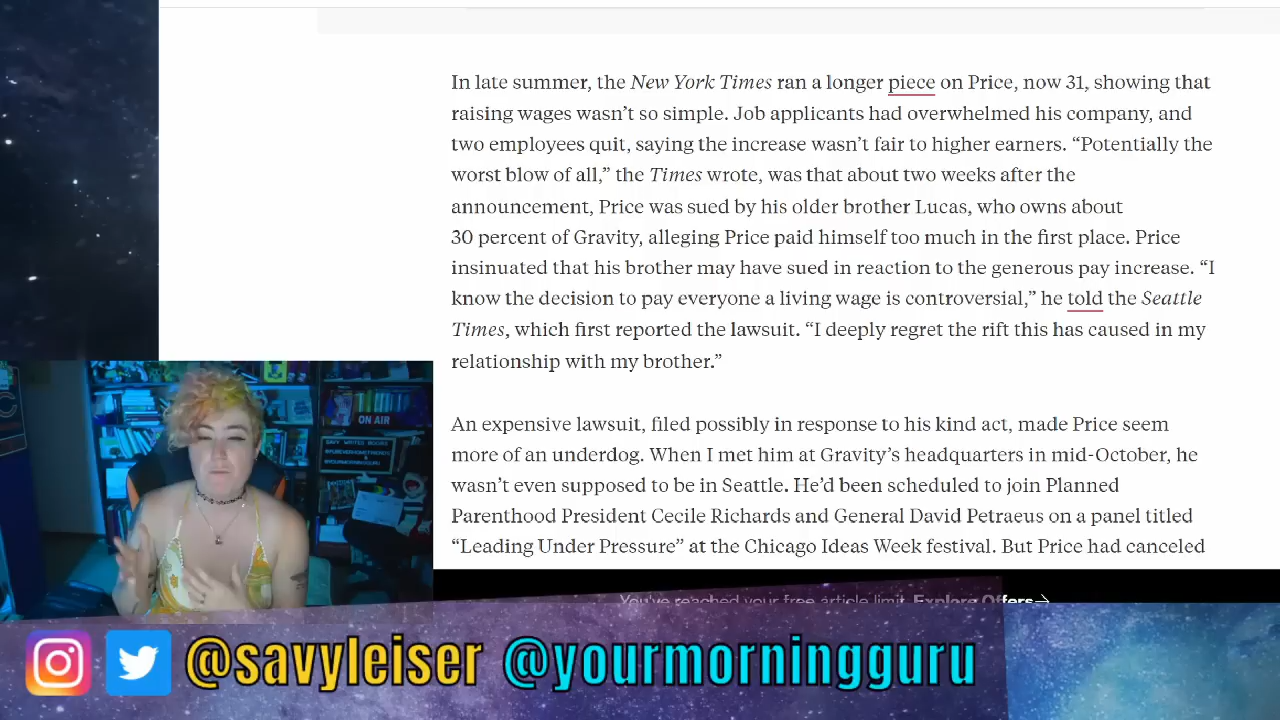 In late summer, the New York Times ran a longer piece on Price, now 31, showing that
raising wages wasn’t so simple. Job applicants had overwhelmed his company, and
two employees quit, saying the increase wasn’t fair to higher earners. “Potentially the
worst blow of all,” the Times wrote, was that about two weeks after the
announcement, Price was sued by his older brother Lucas, who owns about
30 percent of Gravity, alleging Price paid himself too much in the first place. Price
insinuated that his brother may have sued in reaction to the generous pay increase. “I
know the decision to pay everyone a living wage is controversial,” he told the Seattle
Times, which first reported the lawsuit. “I deeply regret the rift this has caused in my
relationship with my brother.”
An expensive lawsuit, filed possibly in response to his kind act, made Price seem
more of an underdog. When I met him at Gravity’s headquarters in mid-October, he
wasn’t even supposed to be in Seattle. He’d been scheduled to join Planned
Parenthood President Cecile Richards and General David Petraeus on a panel titled
“Leading Under Pressure” at the Chicago Ideas Week festival. But Price had canceled
You've reached your free article limit. Explore Offers→
ON AIR
SAVY WRITES BOOKS
@YOURMORNINGGURU
@savyleiser @yourmorningguru